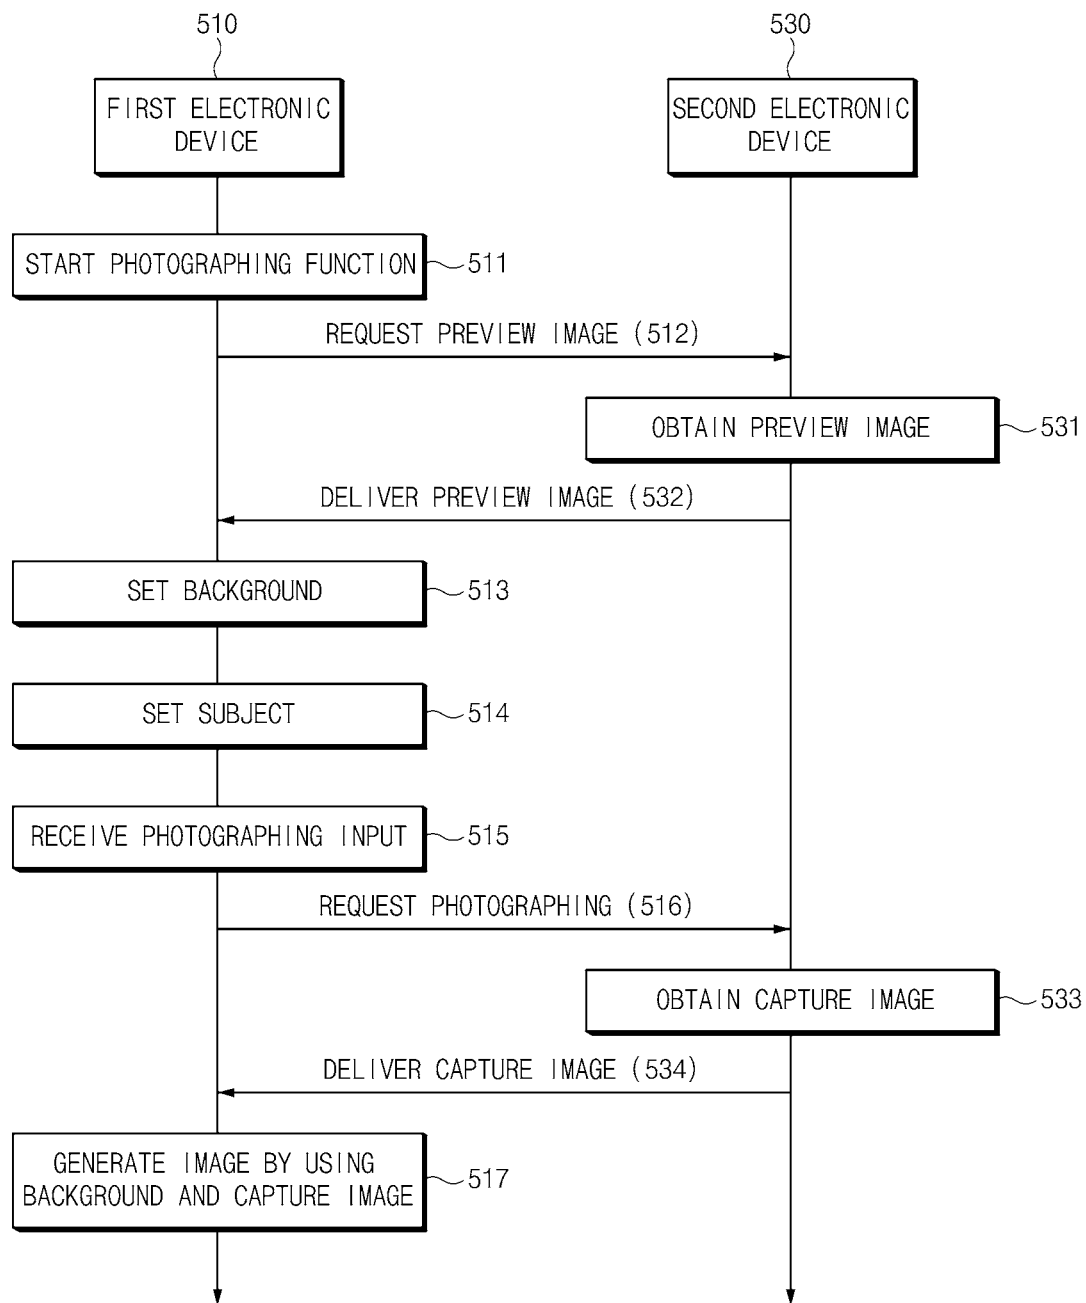 510
530
FIRST ELECTRONIC
DEVICE
SECOND ELECTRONIC
DEVICE
START PHOTOGRAPHING FUNCTION
511
REQUEST PREVIEW IMAGE (512)
OBTAIN PREVIEW IMAGE
531
DELIVER PREVIEW IMAGE (532)
SET BACKGROUND
513
SET SUBJECT
514
RECEIVE PHOTOGRAPHING INPUT
515
REQUEST PHOTOGRAPHING (516)
OBTAIN CAPTURE IMAGE
533
DELIVER CAPTURE IMAGE (534)
GENERATE IMAGE BY USING
BACKGROUND AND CAPTURE IMAGE
517